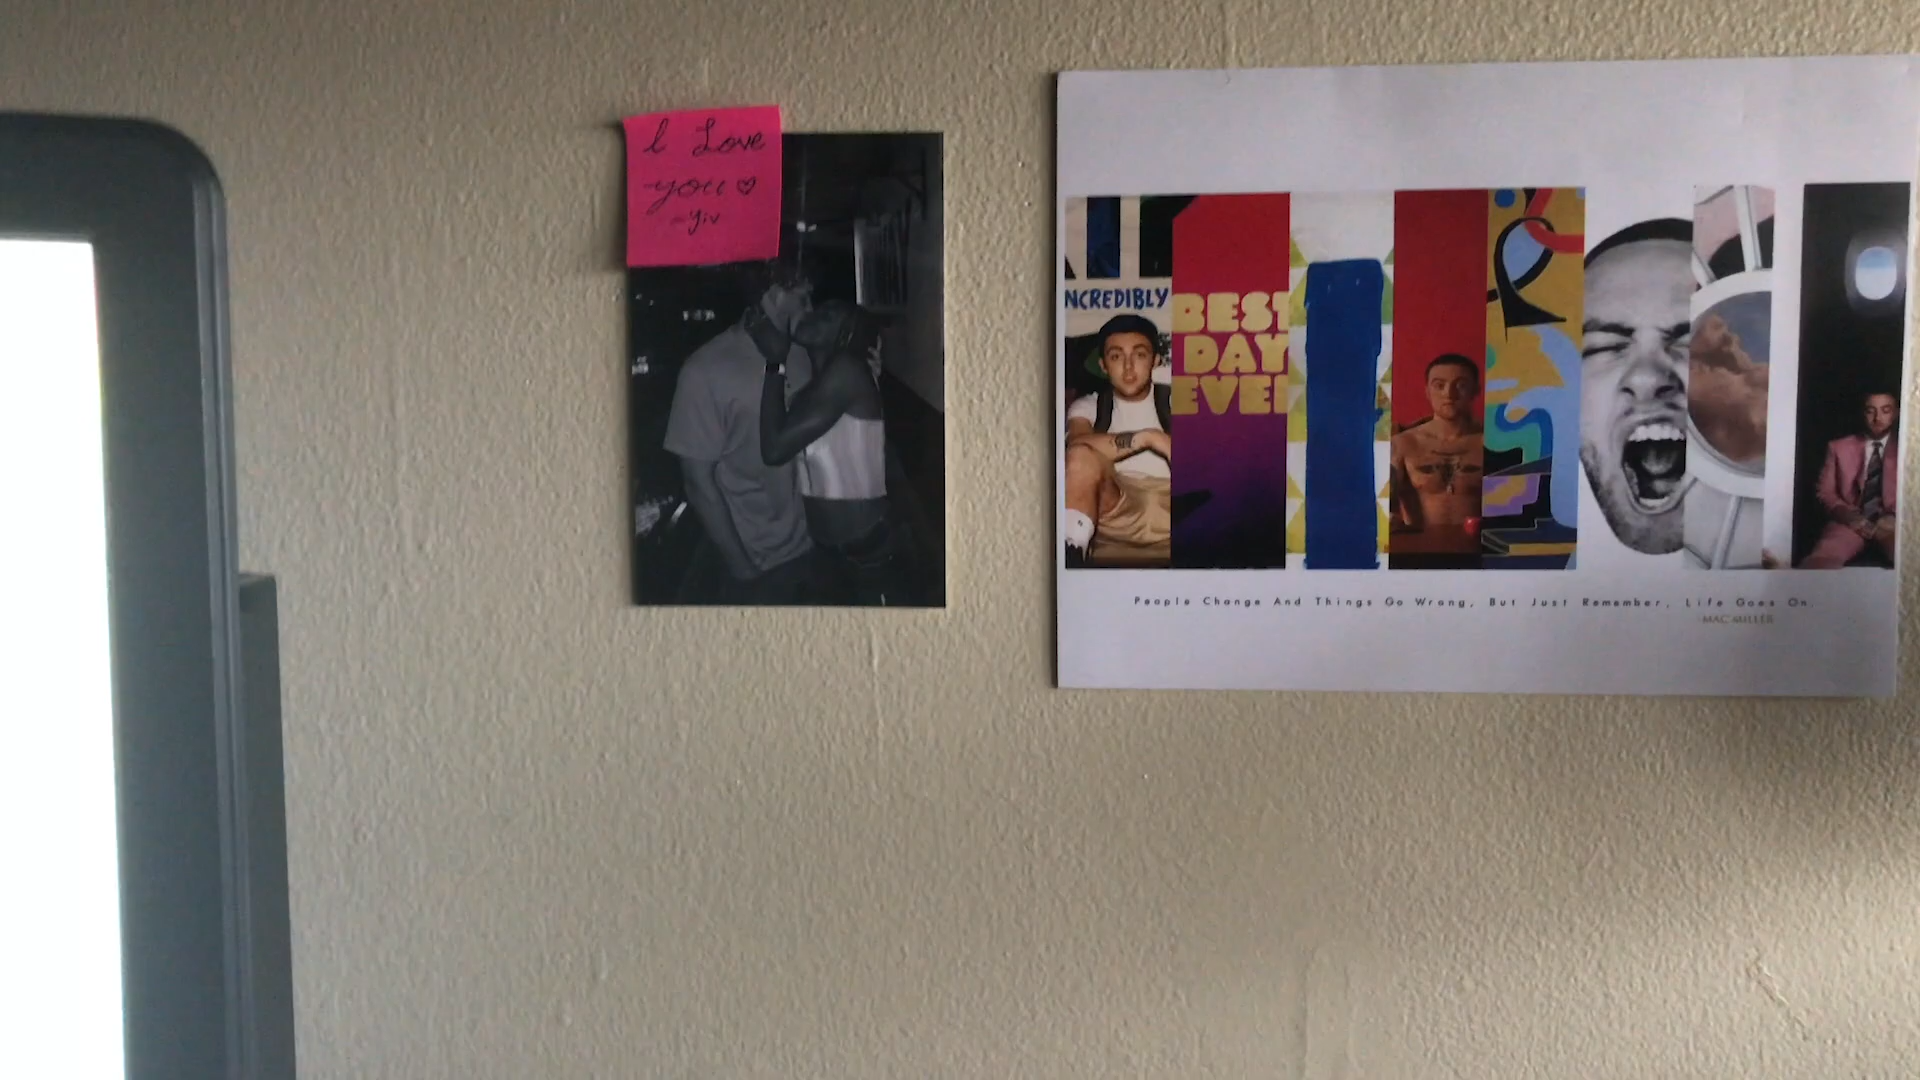 I Love
you ♡
-Yiv
NCREDIBLY
BEST
DAY
EVE
People Change And Things Go Wrong, But Just Remember, Life Goes On.
MAC MILLER